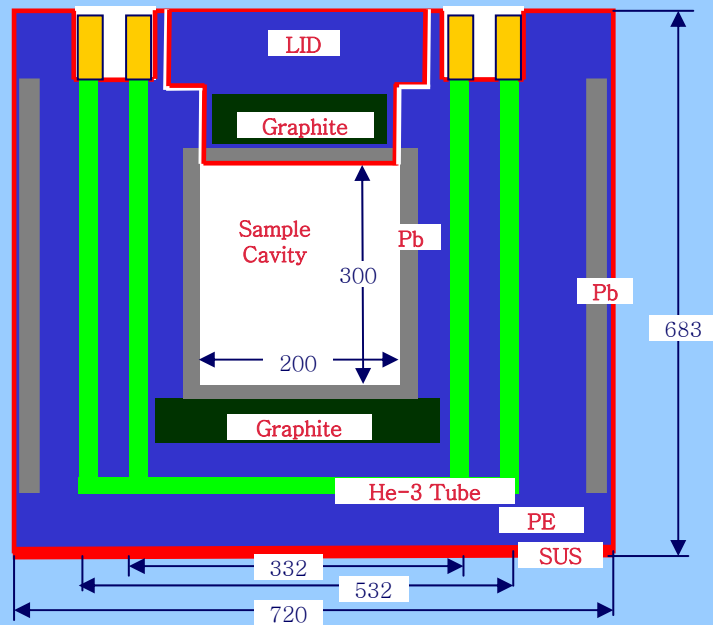 LID
Graphite
Sample
Cavity
Pb
300
Pb
683
200
Graphite
He-3 Tube
PE
SUS
332
532
720